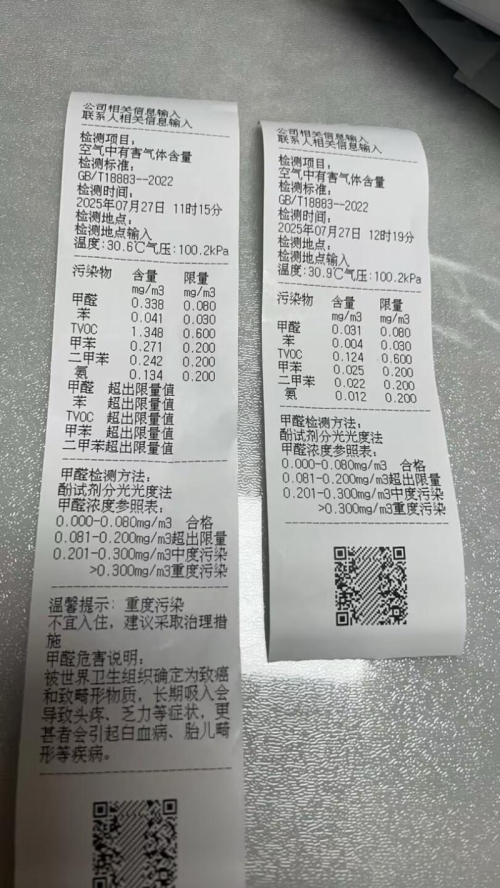 公司相关信息输入
联系人相关信息输入
检测项目：
空气中有害气体含量
检测标准：
GB/T18883--2022
检测时间：
2025年07月27日 11时15分
检测地点：
检测地点输入
温度:30.6℃气压:100.2kPa
污染物 含量 限量
mg/m3 mg/m3
甲醛 0.338 0.080
苯 0.041 0.030
TVOC 1.348 0.600
甲苯 0.271 0.200
二甲苯 0.242 0.200
氨 0.134 0.200
甲醛 超出限量值
苯 超出限量值
TVOC 超出限量值
甲苯 超出限量值
二甲苯超出限量值
甲醛检测方法:
酚试剂分光光度法
甲醛浓度参照表:
0.000-0.080mg/m3 合格
0.081-0.200mg/m3超出限量
0.201-0.300mg/m3中度污染
>0.300mg/m3重度污染
温馨提示: 重度污染
不宜入住, 建议采取治理措
施
甲醛危害说明:
被世界卫生组织确定为致癌
和致畸形物质, 长期吸入会
导致头疼、乏力等症状, 更
甚者会引起白血病、胎儿畸
形等疾病。
公司相关信息输入
联系人相关信息输入
检测项目：
空气中有害气体含量
检测标准：
GB/T18883--2022
检测时间：
2025年07月27日 12时19分
检测地点：
检测地点输入
温度:30.9℃气压:100.2kPa
污染物 含量 限量
mg/m3 mg/m3
甲醛 0.031 0.080
苯 0.004 0.030
TVOC 0.124 0.600
甲苯 0.025 0.200
二甲苯 0.022 0.200
氨 0.012 0.200
甲醛检测方法:
酚试剂分光光度法
甲醛浓度参照表:
0.000-0.080mg/m3 合格
0.081-0.200mg/m3超出限量
0.201-0.300mg/m3中度污染
>0.300mg/m3重度污染